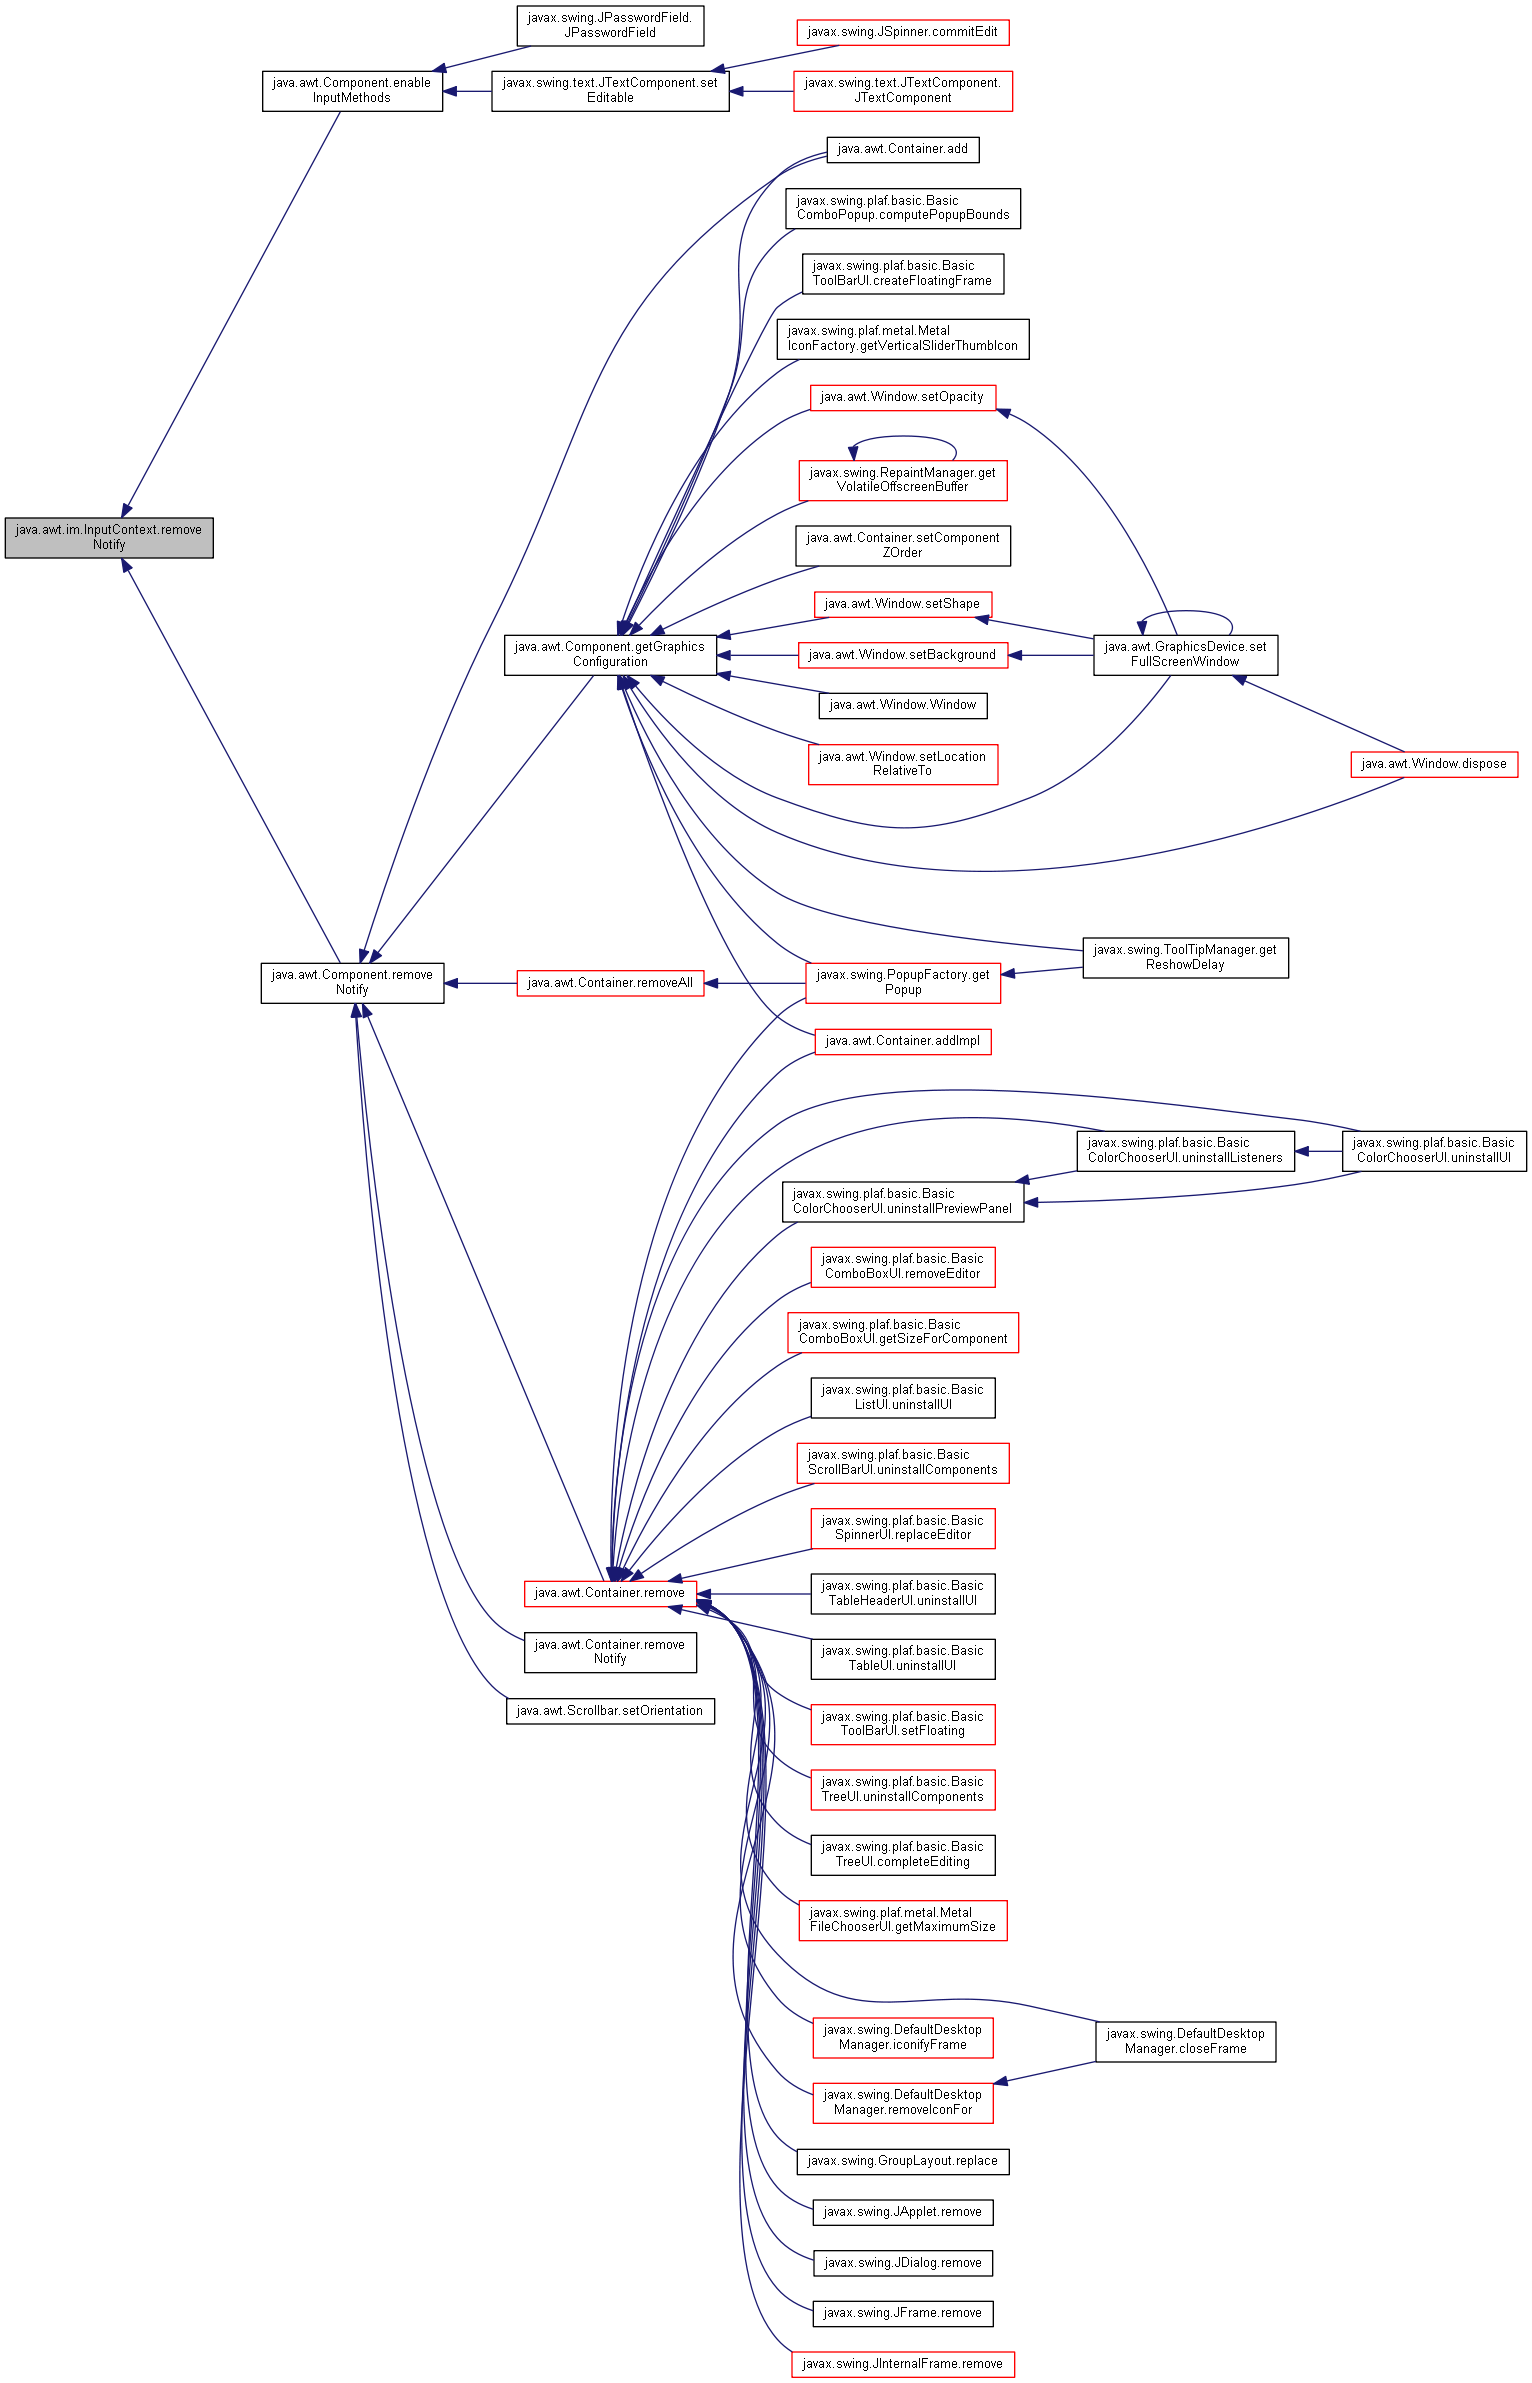 javax.swing.JPasswordField.
JPasswordField
javax.swing.JSpinner.commitEdit
java.awt.Component.enable
InputMethods
javax.swing.text.JTextComponent.set
Editable
javax.swing.text.JTextComponent.
JTextComponent
java.awt.Container.add
javax.swing.plaf.basic.Basic
ComboPopup.computePopupBounds
javax.swing.plaf.basic.Basic
ToolBarUI.createFloatingFrame
javax.swing.plaf.metal.Metal
IconFactory.getVerticalSliderThumbIcon
java.awt.Window.setOpacity
javax.swing.RepaintManager.get
VolatileOffscreenBuffer
java.awt.im.InputContext.remove
Notify
java.awt.Container.setComponent
ZOrder
java.awt.Window.setShape
java.awt.Component.getGraphics
Configuration
java.awt.Window.setBackground
java.awt.GraphicsDevice.set
FullScreenWindow
java.awt.Window.Window
java.awt.Window.setLocation
RelativeTo
java.awt.Window.dispose
javax.swing.ToolTipManager.get
ReshowDelay
java.awt.Component.remove
Notify
java.awt.Container.removeAll
javax.swing.PopupFactory.get
Popup
java.awt.Container.addImpl
javax.swing.plaf.basic.Basic
ColorChooserUI.uninstallListeners
javax.swing.plaf.basic.Basic
ColorChooserUI.uninstallUI
javax.swing.plaf.basic.Basic
ColorChooserUI.uninstallPreviewPanel
javax.swing.plaf.basic.Basic
ComboBoxUI.removeEditor
javax.swing.plaf.basic.Basic
ComboBoxUI.getSizeForComponent
javax.swing.plaf.basic.Basic
ListUI.uninstallUI
javax.swing.plaf.basic.Basic
ScrollBarUI.uninstallComponents
javax.swing.plaf.basic.Basic
SpinnerUI.replaceEditor
java.awt.Container.remove
javax.swing.plaf.basic.Basic
TableHeaderUI.uninstallUI
java.awt.Container.remove
Notify
javax.swing.plaf.basic.Basic
TableUI.uninstallUI
java.awt.Scrollbar.setOrientation
javax.swing.plaf.basic.Basic
ToolBarUI.setFloating
javax.swing.plaf.basic.Basic
TreeUI.uninstallComponents
javax.swing.plaf.basic.Basic
TreeUI.completeEditing
javax.swing.plaf.metal.Metal
FileChooserUI.getMaximumSize
javax.swing.DefaultDesktop
Manager.iconifyFrame
javax.swing.DefaultDesktop
Manager.closeFrame
javax.swing.DefaultDesktop
Manager.removeIconFor
javax.swing.GroupLayout.replace
javax.swing.JApplet.remove
javax.swing.JDialog.remove
javax.swing.JFrame.remove
javax.swing.JInternalFrame.remove